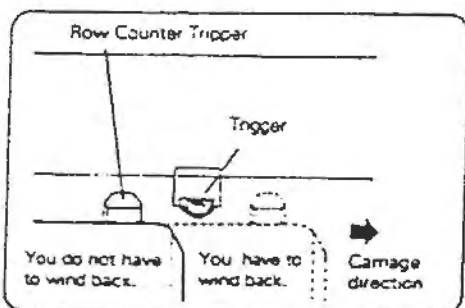 Row Counter Tripper
Trigger
You do not have
to wind back.
You have to
wind back.
Carriage
direction